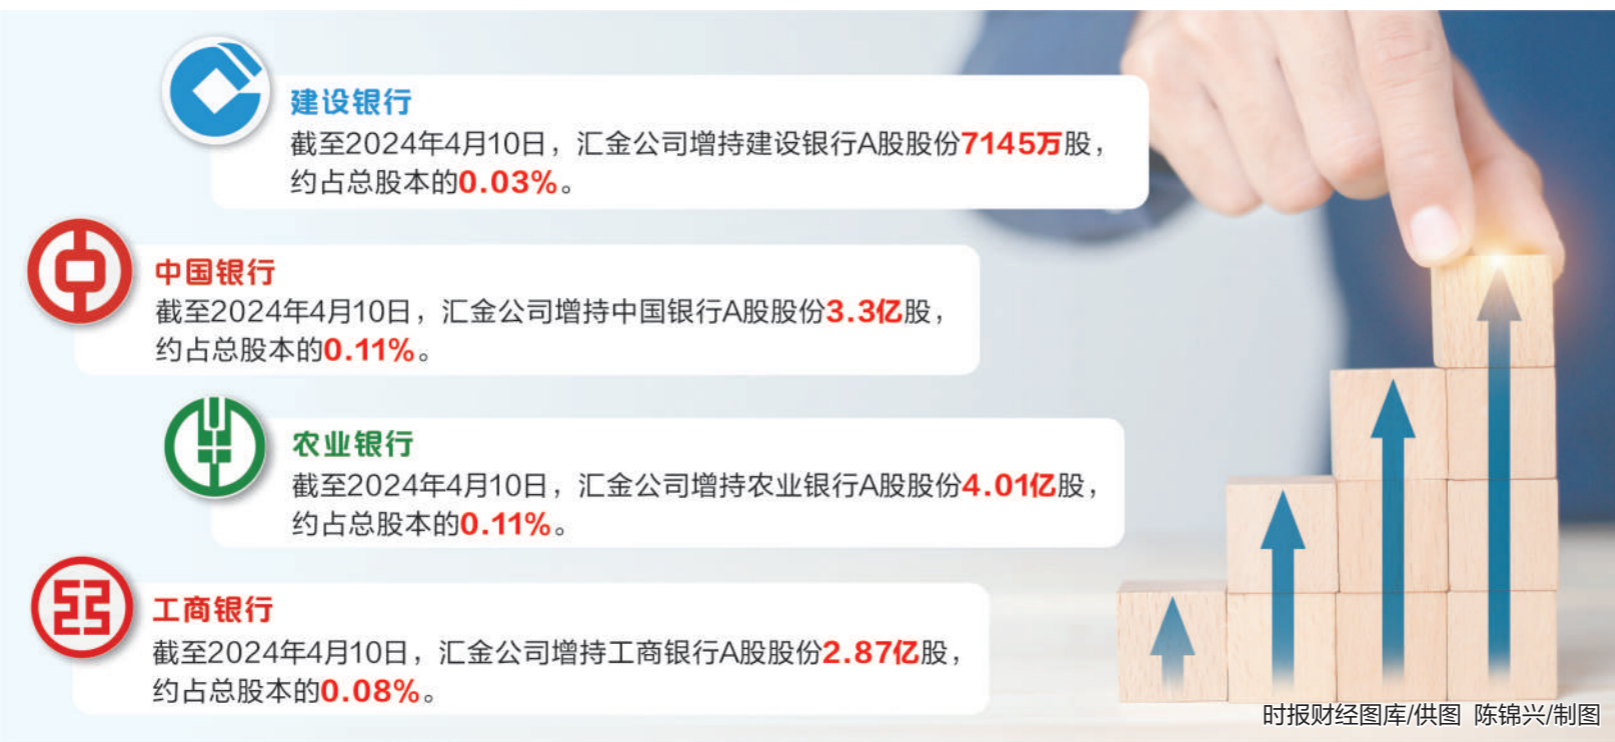 建设银行
截至2024年4月10日，汇金公司增持建设银行A股股份7145万股，
约占总股本的0.03%。
中国银行
截至2024年4月10日，汇金公司增持中国银行A股股份3.3亿股，
约占总股本的0.11%。
农业银行
截至2024年4月10日，汇金公司增持农业银行A股股份4.01亿股，
约占总股本的0.11%。
工商银行
截至2024年4月10日，汇金公司增持工商银行A股股份2.87亿股，
约占总股本的0.08%。
时报财经图库/供图 陈锦兴/制图